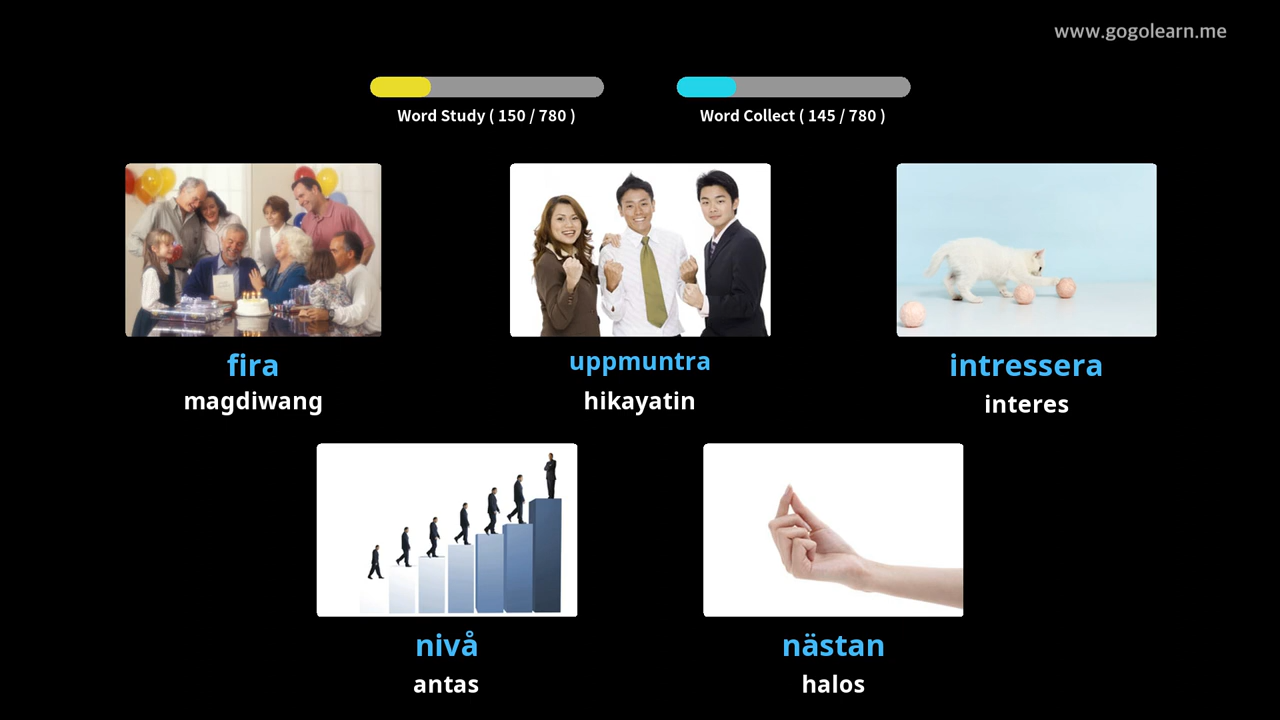 www.gogolearn.me
Word Study ( 150 / 780 )
Word Collect ( 145 / 780 )
fira
magdiwang
uppmuntra
hikayatin
intressera
interes
nivå
antas
nästan
halos